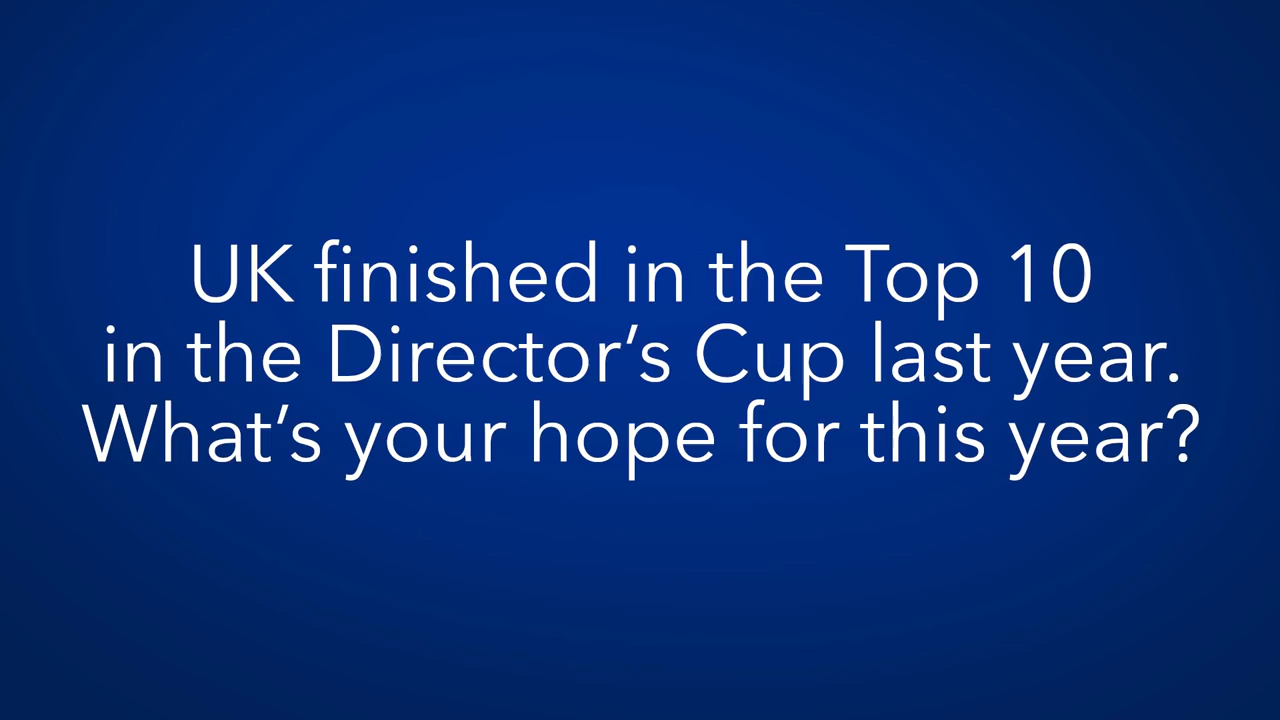 UK finished in the Top 10
in the Director’s Cup last year.
What’s your hope for this year?